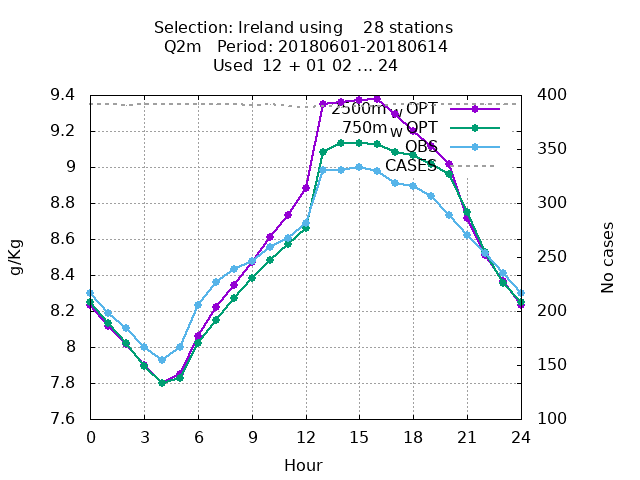 Selection: Ireland using    28 stations
Q2m   Period: 20180601-20180614
Used  12 + 01 02 ... 24
9.4
9.2
9
8.8
8.6
8.4
8.2
8
7.8
7.6
400
350
300
250
200
150
100
g/Kg
No cases
2500m w OPT
750m w OPT
OBS
CASES
0 3 6 9 12 15 18 21 24
Hour